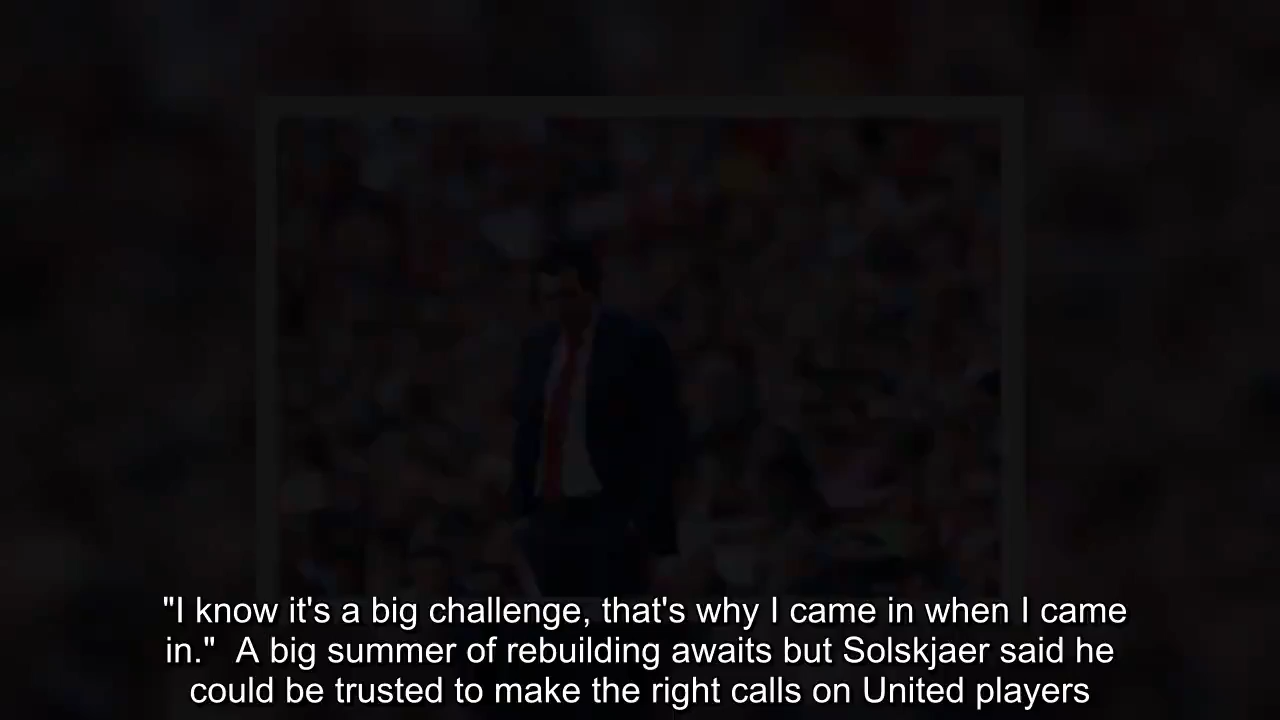 "I know it's a big challenge, that's why I came in when I came
in."  A big summer of rebuilding awaits but Solskjaer said he
could be trusted to make the right calls on United players